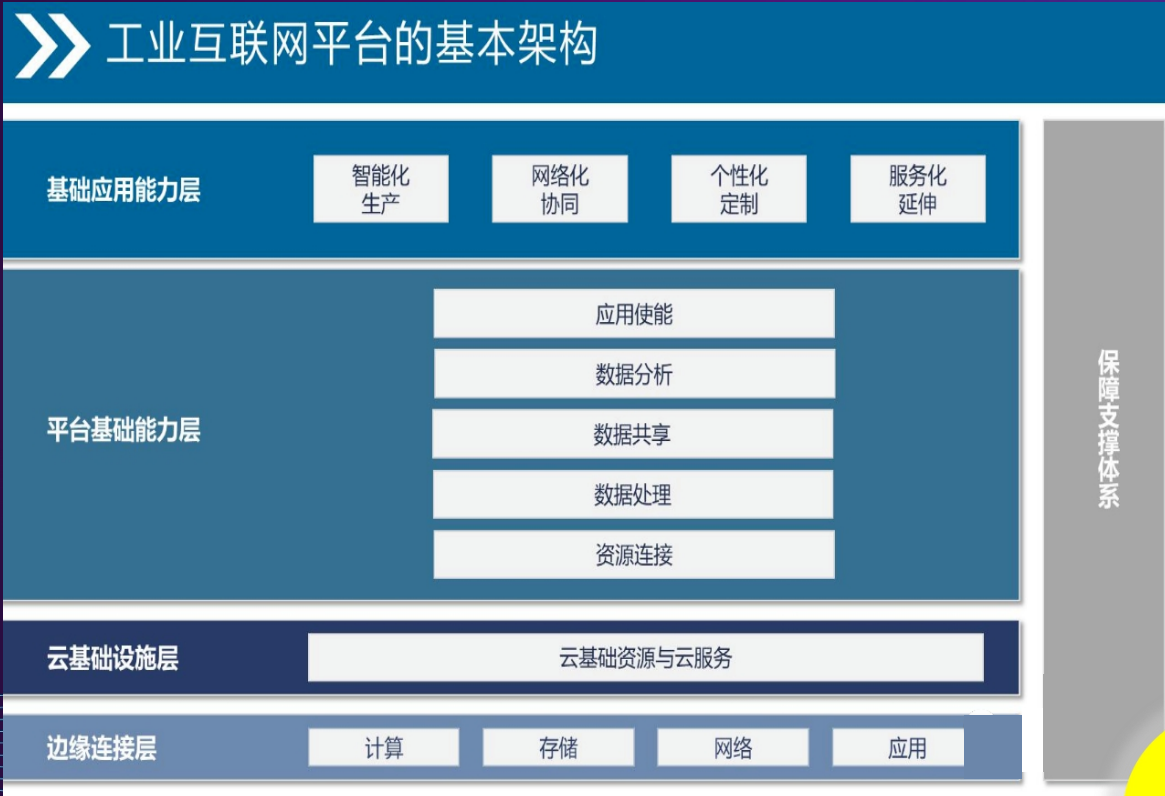 工业互联网平台的基本架构
基础应用能力层
智能化
生产
网络化
协同
个性化
定制
服务化
延伸
平台基础能力层
应用使能
数据分析
数据共享
数据处理
资源连接
云基础设施层
云基础资源与云服务
边缘连接层
计算
存储
网络
应用
保障支撑体系